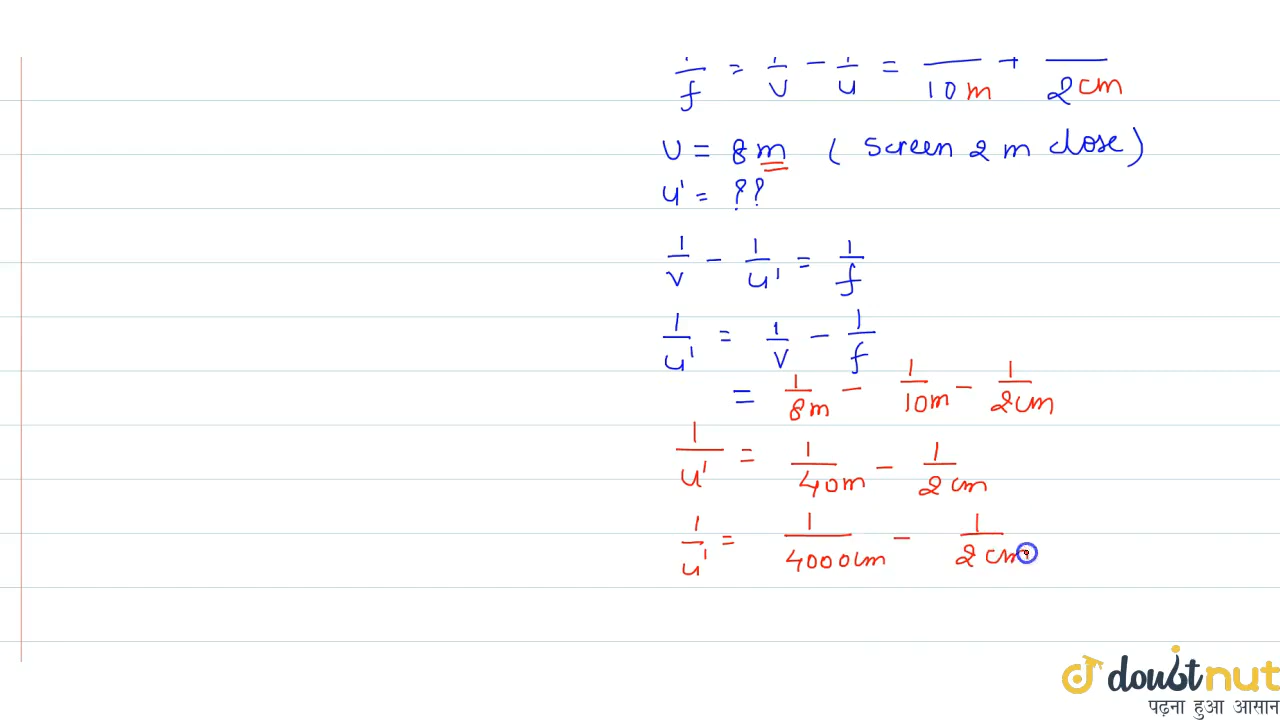 1/f = 1/v - 1/u = 1/10m + 1/2cm
v = 8m ( screen 2 m close )
u' = ??
1/v - 1/u' = 1/f
1/u' = 1/v - 1/f
= 1/8m - 1/10m - 1/2cm
1/u' = 1/40m - 1/2cm
1/u' = 1/4000cm - 1/2cm
doubtnut
पढ़ना हुआ आसान